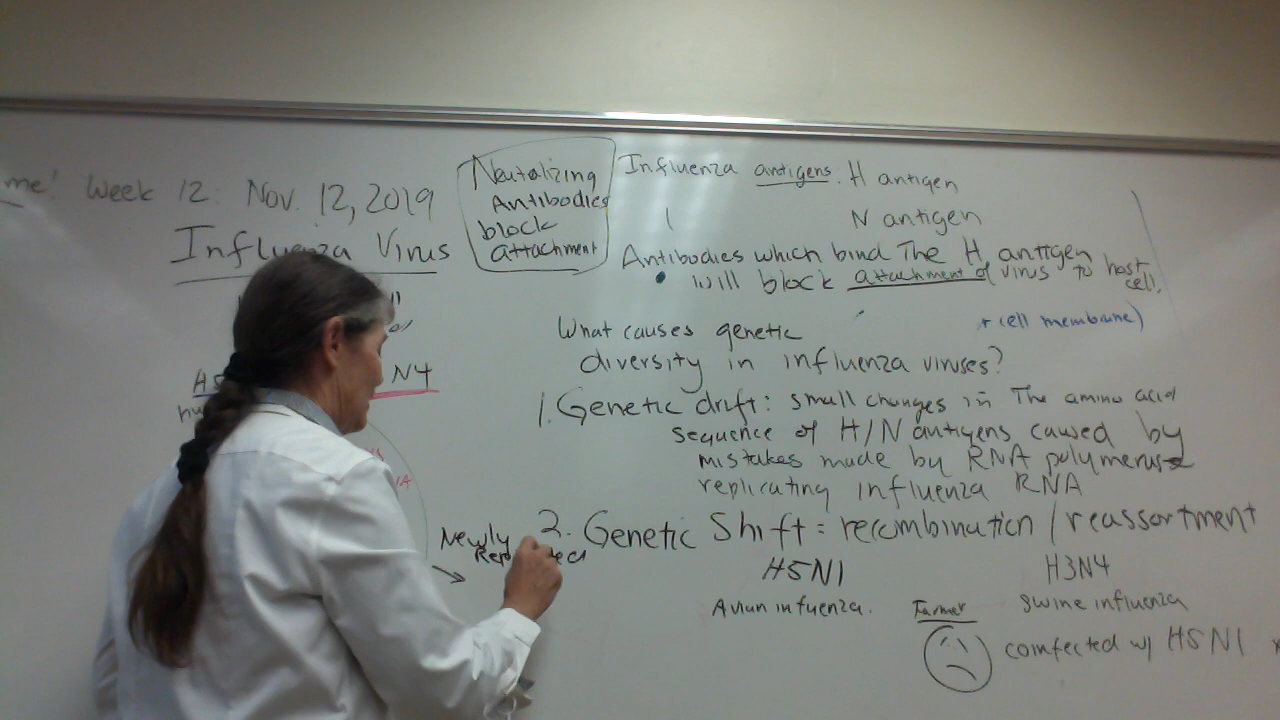 me! Week 12: Nov. 12, 2019
Influenza Virus
N4
Neutalizing
Antibodies
block
attachment
Influenza antigens. H antigen
N antigen
Antibodies which bind The H antigen
will block attachment of virus to host
cell.
+ cell membrane)
What causes genetic
diversity in influenza viruses?
1. Genetic drift: small changes in The amino acid
sequence of H/N antigens caused by
mistakes made by RNA polymerase
replicating influenza RNA
2. Genetic Shift = recombination / reassortment
Newly
H5N1
H3N4
Avian infuenza.
Farmer
swine influenza
coinfected w/ H5N1